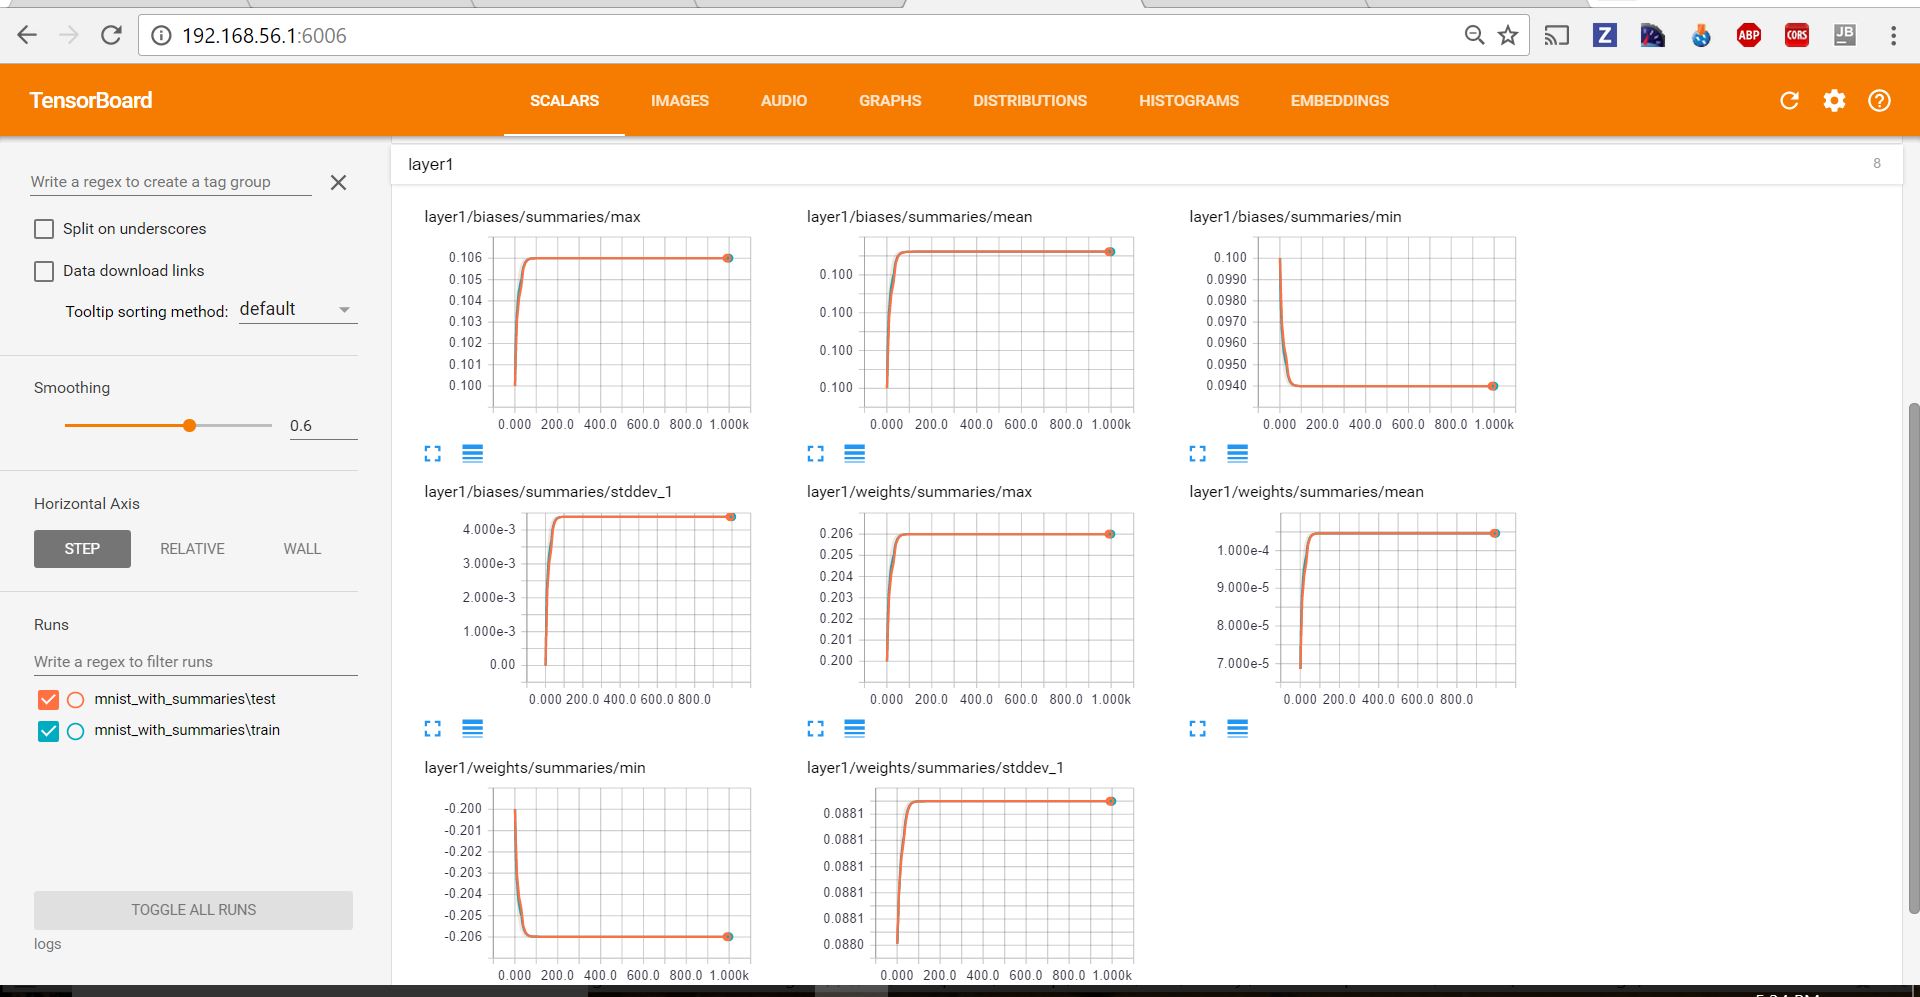 192.168.56.1:6006
Z
ABP
CORS
JB
TensorBoard
SCALARS IMAGES AUDIO GRAPHS DISTRIBUTIONS HISTOGRAMS EMBEDDINGS
Write a regex to create a tag group
Split on underscores
Data download links
Tooltip sorting method: default
Smoothing
0.6
Horizontal Axis
STEP RELATIVE WALL
Runs
Write a regex to filter runs
mnist_with_summaries\test
mnist_with_summaries\train
TOGGLE ALL RUNS
logs
layer1 8
layer1/biases/summaries/max
0.106
0.105
0.104
0.103
0.102
0.101
0.100
0.000 200.0 400.0 600.0 800.0 1.000k
layer1/biases/summaries/mean
0.100
0.100
0.100
0.100
0.000 200.0 400.0 600.0 800.0 1.000k
layer1/biases/summaries/min
0.100
0.0990
0.0980
0.0970
0.0960
0.0950
0.0940
0.000 200.0 400.0 600.0 800.0 1.000k
layer1/biases/summaries/stddev_1
4.000e-3
3.000e-3
2.000e-3
1.000e-3
0.00
0.000 200.0 400.0 600.0 800.0
layer1/weights/summaries/max
0.206
0.205
0.204
0.203
0.202
0.201
0.200
0.000 200.0 400.0 600.0 800.0 1.000k
layer1/weights/summaries/mean
1.000e-4
9.000e-5
8.000e-5
7.000e-5
0.000 200.0 400.0 600.0 800.0
layer1/weights/summaries/min
-0.200
-0.201
-0.202
-0.203
-0.204
-0.205
-0.206
0.000 200.0 400.0 600.0 800.0 1.000k
layer1/weights/summaries/stddev_1
0.0881
0.0881
0.0881
0.0881
0.0881
0.0880
0.000 200.0 400.0 600.0 800.0 1.000k